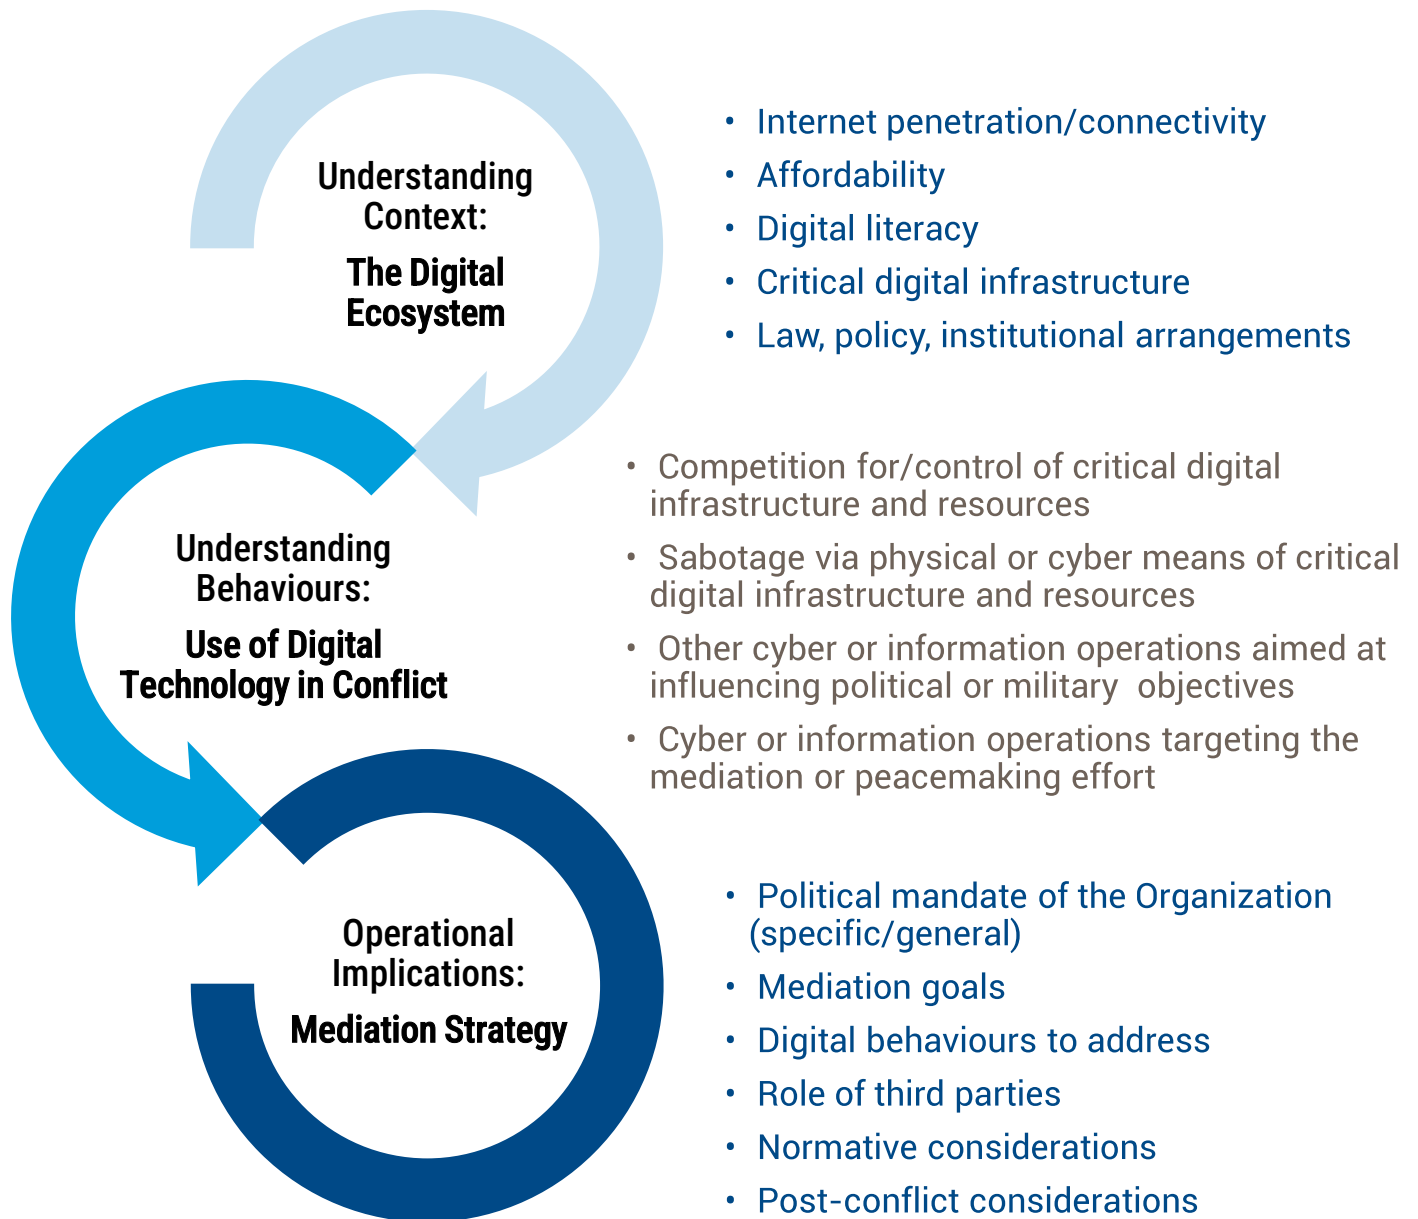 Understanding
Context:
The Digital
Ecosystem
• Internet penetration/connectivity
• Affordability
• Digital literacy
• Critical digital infrastructure
• Law, policy, institutional arrangements
Understanding
Behaviours:
Use of Digital
Technology in Conflict
• Competition for/control of critical digital
infrastructure and resources
• Sabotage via physical or cyber means of critical
digital infrastructure and resources
• Other cyber or information operations aimed at
influencing political or military objectives
• Cyber or information operations targeting the
mediation or peacemaking effort
Operational
Implications:
Mediation Strategy
• Political mandate of the Organization
(specific/general)
• Mediation goals
• Digital behaviours to address
• Role of third parties
• Normative considerations
• Post-conflict considerations